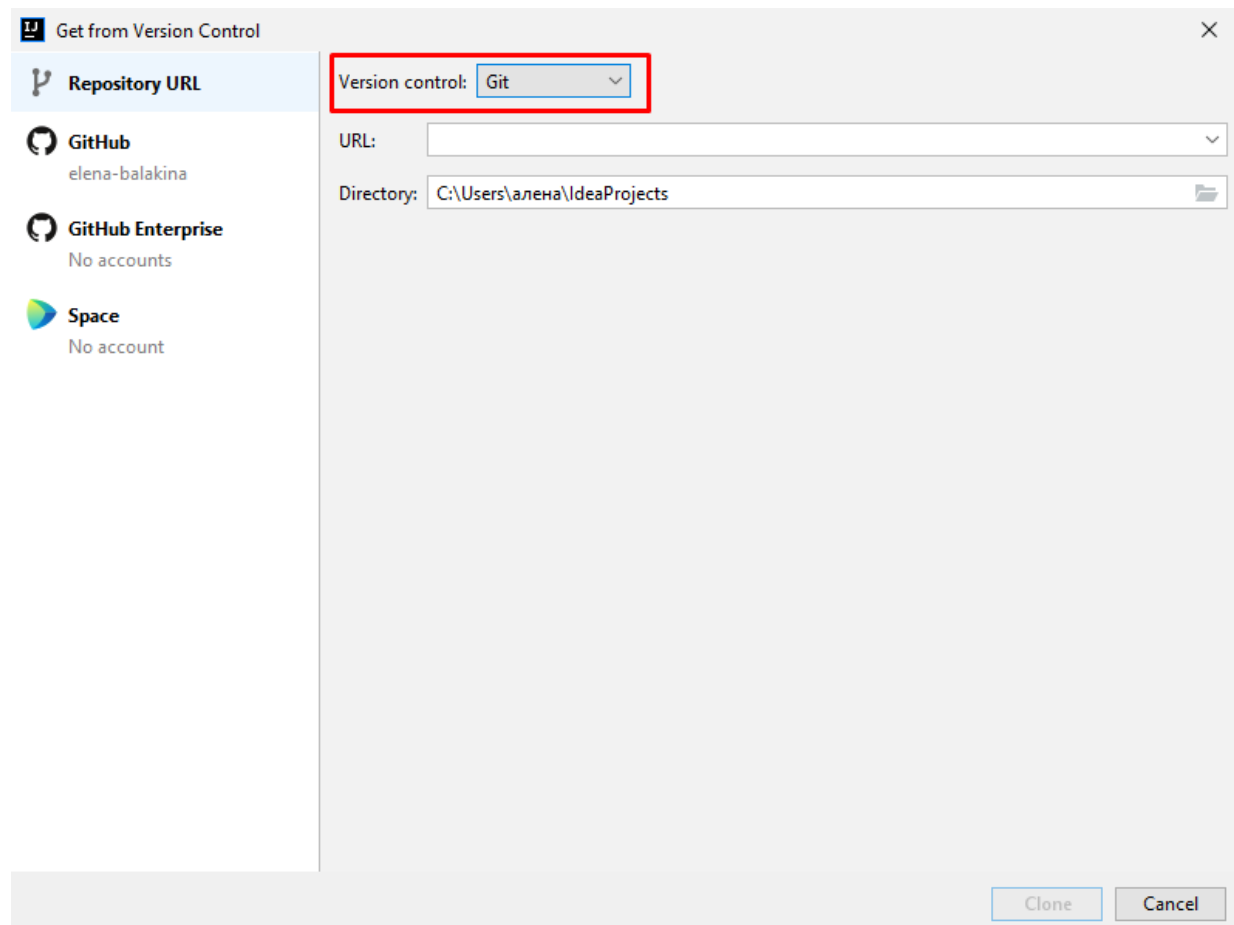 IJ
Get from Version Control
Repository URL
GitHub
elena-balakina
GitHub Enterprise
No accounts
Space
No account
Version control: Git
URL:
Directory: C:\Users\алена\IdeaProjects
Clone Cancel